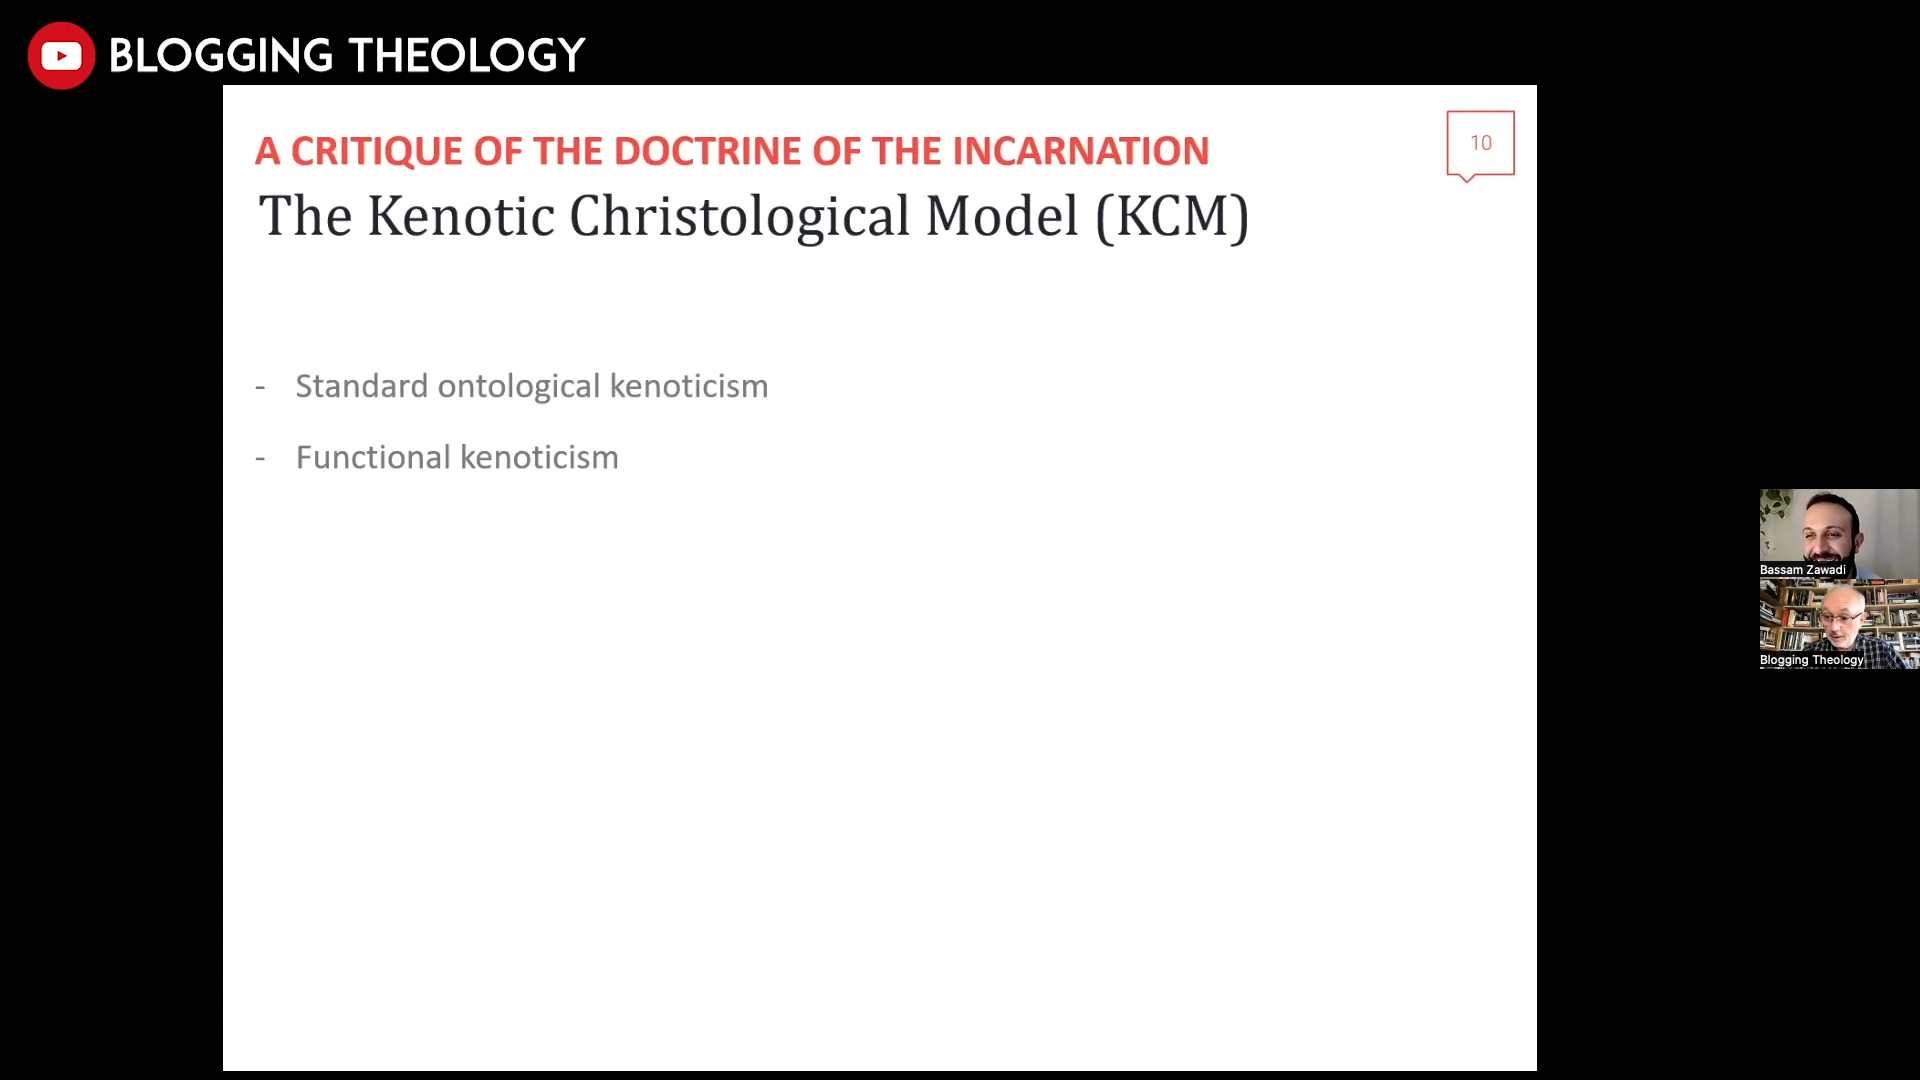 BLOGGING THEOLOGY
A CRITIQUE OF THE DOCTRINE OF THE INCARNATION
10
The Kenotic Christological Model (KCM)
- Standard ontological kenoticism
- Functional kenoticism
Bassam Zawadi
Blogging Theology